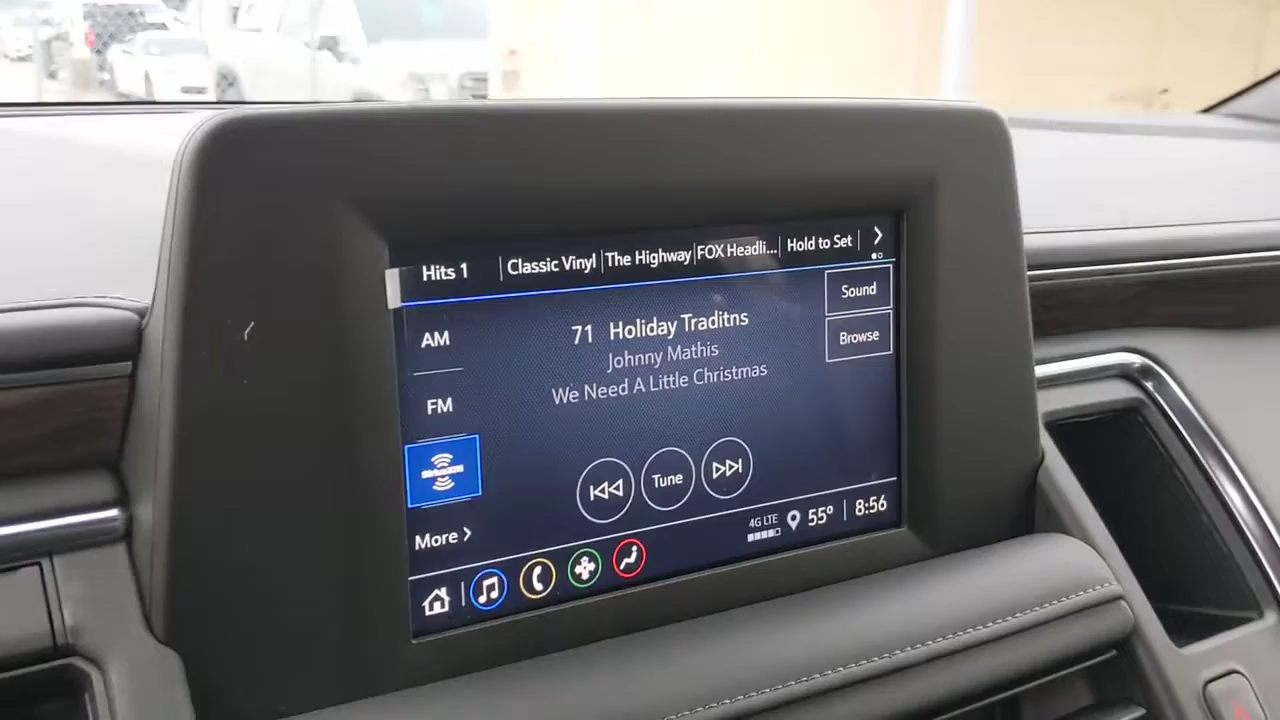 Hits 1 | Classic Vinyl | The Highway | FOX Headli... | Hold to Set
Sound
AM
71 Holiday Traditns
Browse
Johnny Mathis
FM
We Need A Little Christmas
SiriusXM
Tune
More
4G LTE
55° | 8:56